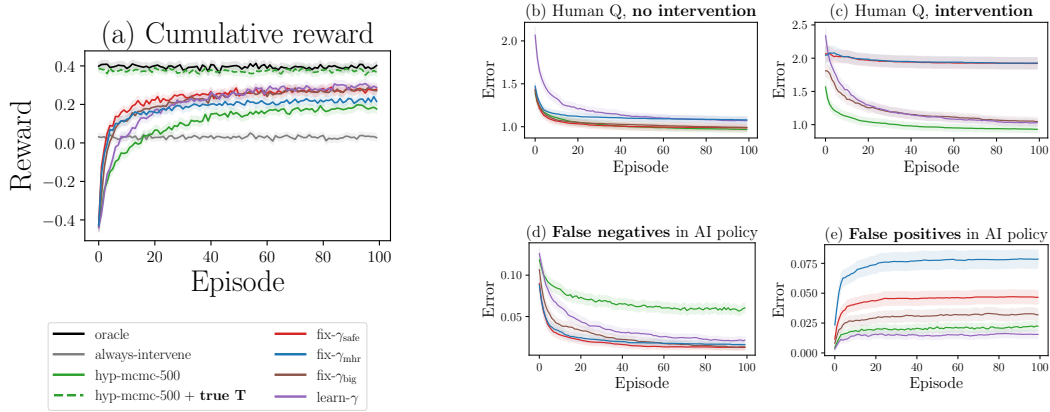 (a) Cumulative reward
Reward
0.4
0.2
0.0
−0.2
−0.4
0 20 40 60 80 100
Episode
oracle
always-intervene
hyp-mcmc-500
hyp-mcmc-500 + true T
fix-γsafe
fix-γmhr
fix-γbig
learn-γ
(b) Human Q, no intervention
Error
2.0
1.5
1.0
0 20 40 60 80 100
Episode
(c) Human Q, intervention
Error
2.5
2.0
1.5
1.0
0 20 40 60 80 100
Episode
(d) False negatives in AI policy
Error
0.10
0.05
0 20 40 60 80 100
Episode
(e) False positives in AI policy
Error
0.075
0.050
0.025
0.000
0 20 40 60 80 100
Episode